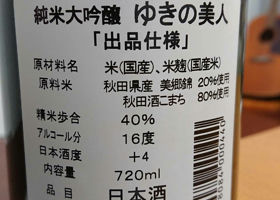 純米大吟醸 ゆきの美人
「出品仕様」
原材料名 米(国産)、米麹(国産米)
原料米 秋田県産 美郷錦 20%使用
秋田酒こまち 80%使用
精米歩合 40%
アルコール分 16度
日本酒度 +4
内容量 720ml
品目 日本酒